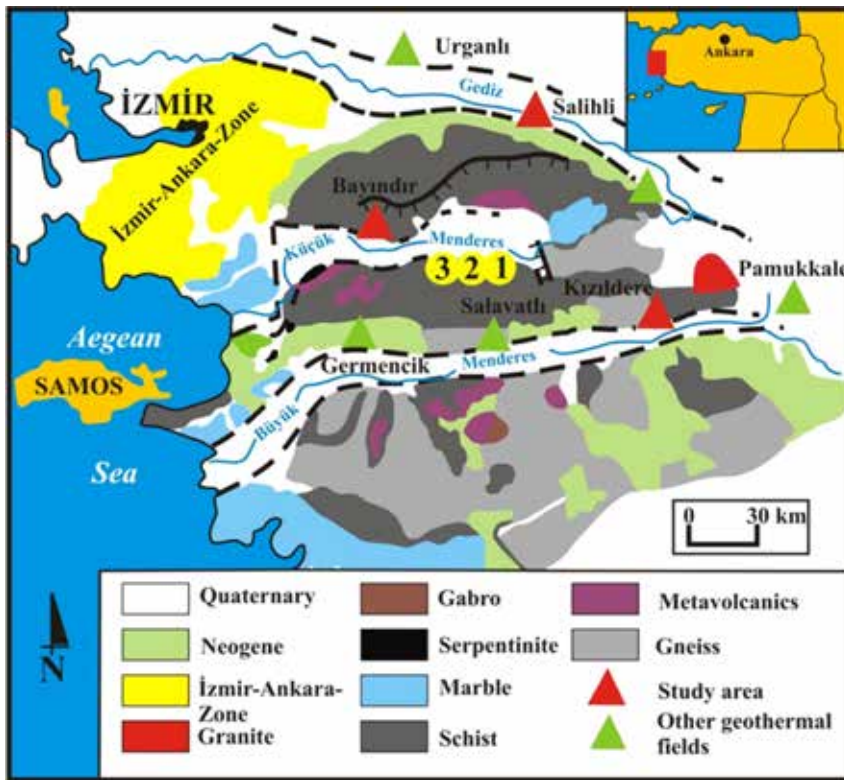 Urganlı
Ankara
Gediz
İZMİR
Salihli
İzmir-Ankara-Zone
Bayındır
Küçük
Menderes
3 2 1
Pamukkale
Kızıldere
Salavatlı
Aegean
Germencik
Menderes
SAMOS
Büyük
Sea
0 30 km
Quaternary
Gabro
Metavolcanics
Neogene
Serpentinite
Gneiss
İzmir-Ankara-
Zone
Marble
Study area
Granite
Schist
Other geothermal
fields
N